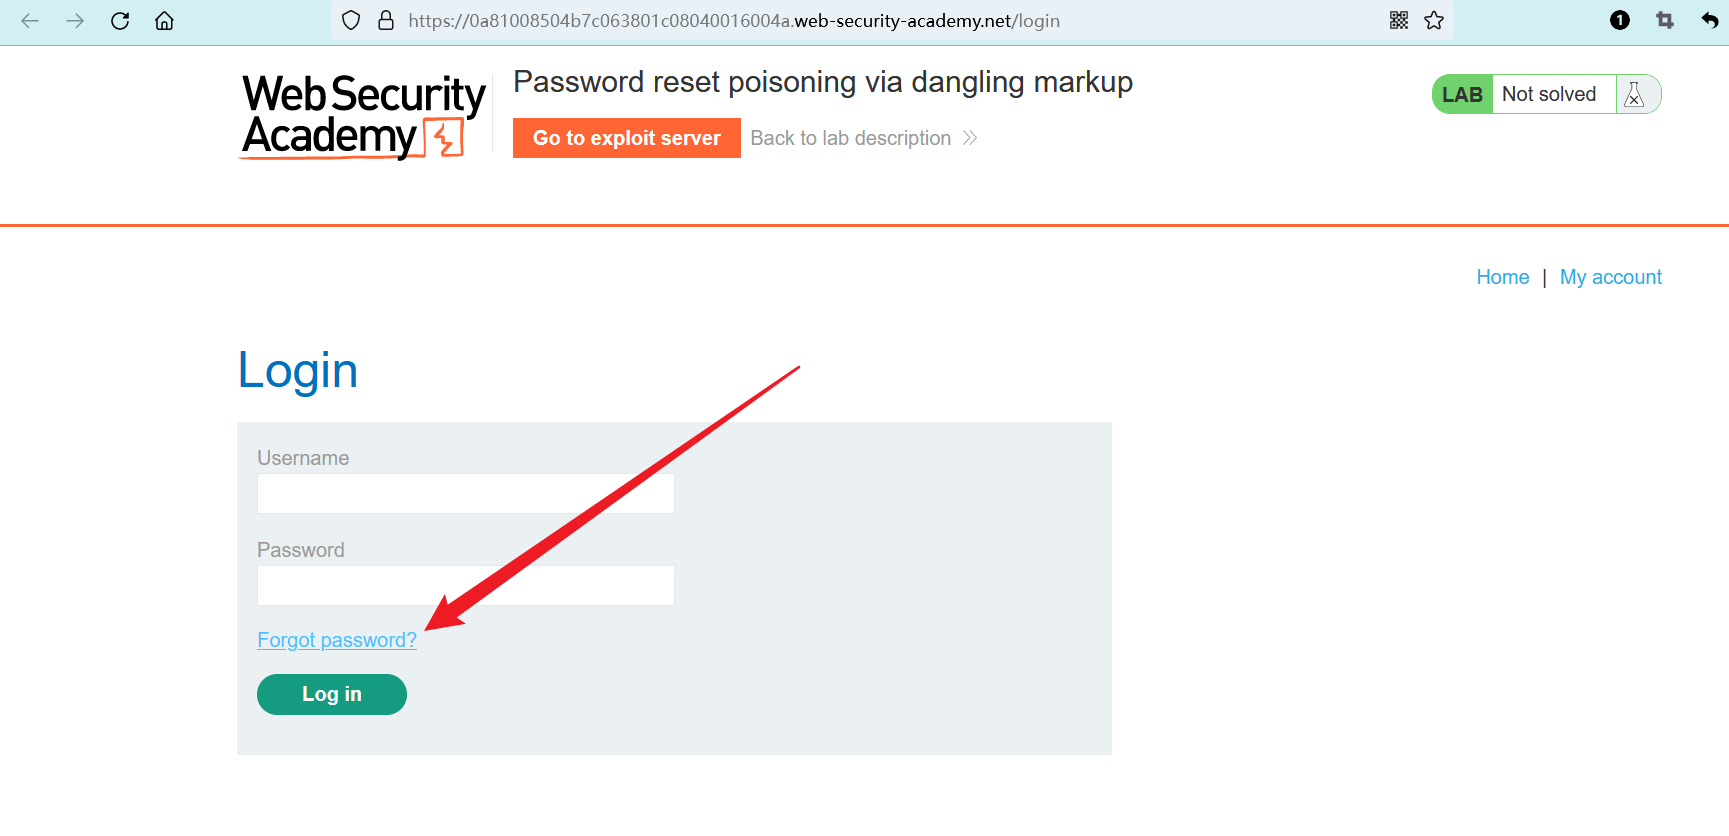 https://0a81008504b7c063801c08040016004a.web-security-academy.net/login
1
Web Security
Academy
Password reset poisoning via dangling markup
Go to exploit server
Back to lab description
LAB
Not solved
Home | My account
Login
Username
Password
Forgot password?
Log in